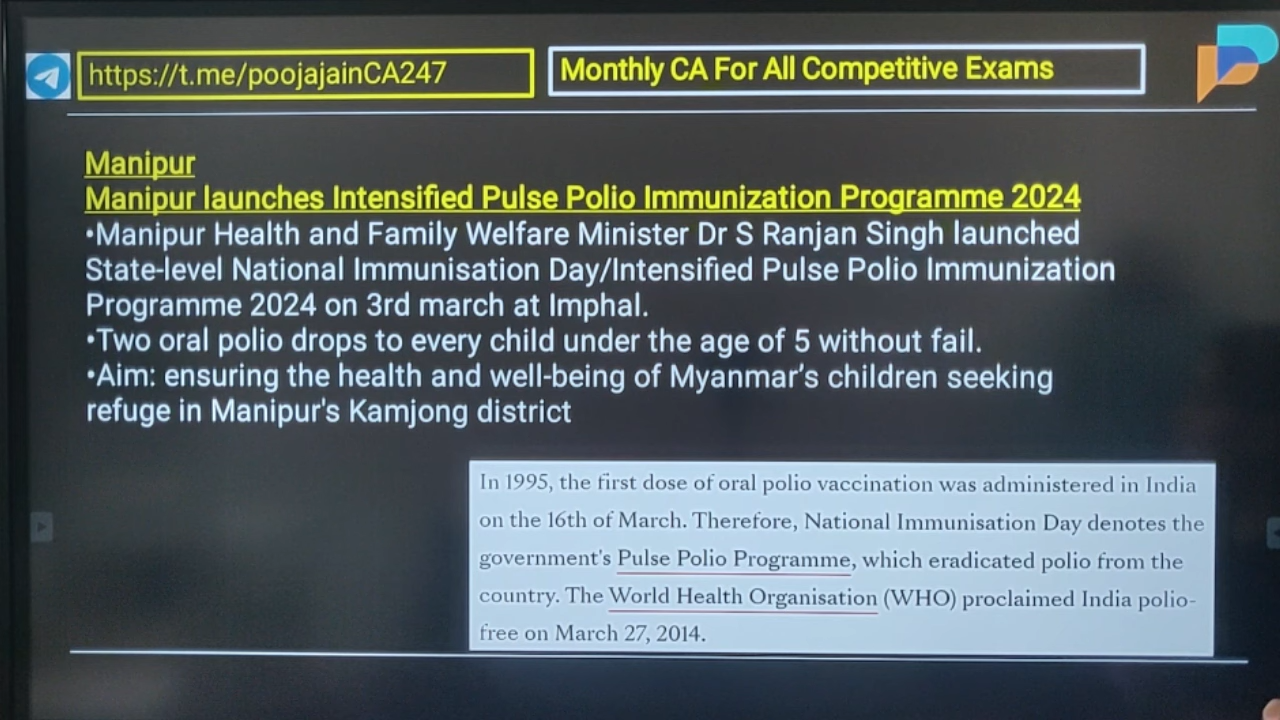 https://t.me/poojajainCA247
Monthly CA For All Competitive Exams
Manipur
Manipur launches Intensified Pulse Polio Immunization Programme 2024
•Manipur Health and Family Welfare Minister Dr S Ranjan Singh launched
State-level National Immunisation Day/Intensified Pulse Polio Immunization
Programme 2024 on 3rd march at Imphal.
•Two oral polio drops to every child under the age of 5 without fail.
•Aim: ensuring the health and well-being of Myanmar's children seeking
refuge in Manipur's Kamjong district
In 1995, the first dose of oral polio vaccination was administered in India
on the 16th of March. Therefore, National Immunisation Day denotes the
government's Pulse Polio Programme, which eradicated polio from the
country. The World Health Organisation (WHO) proclaimed India polio-
free on March 27, 2014.